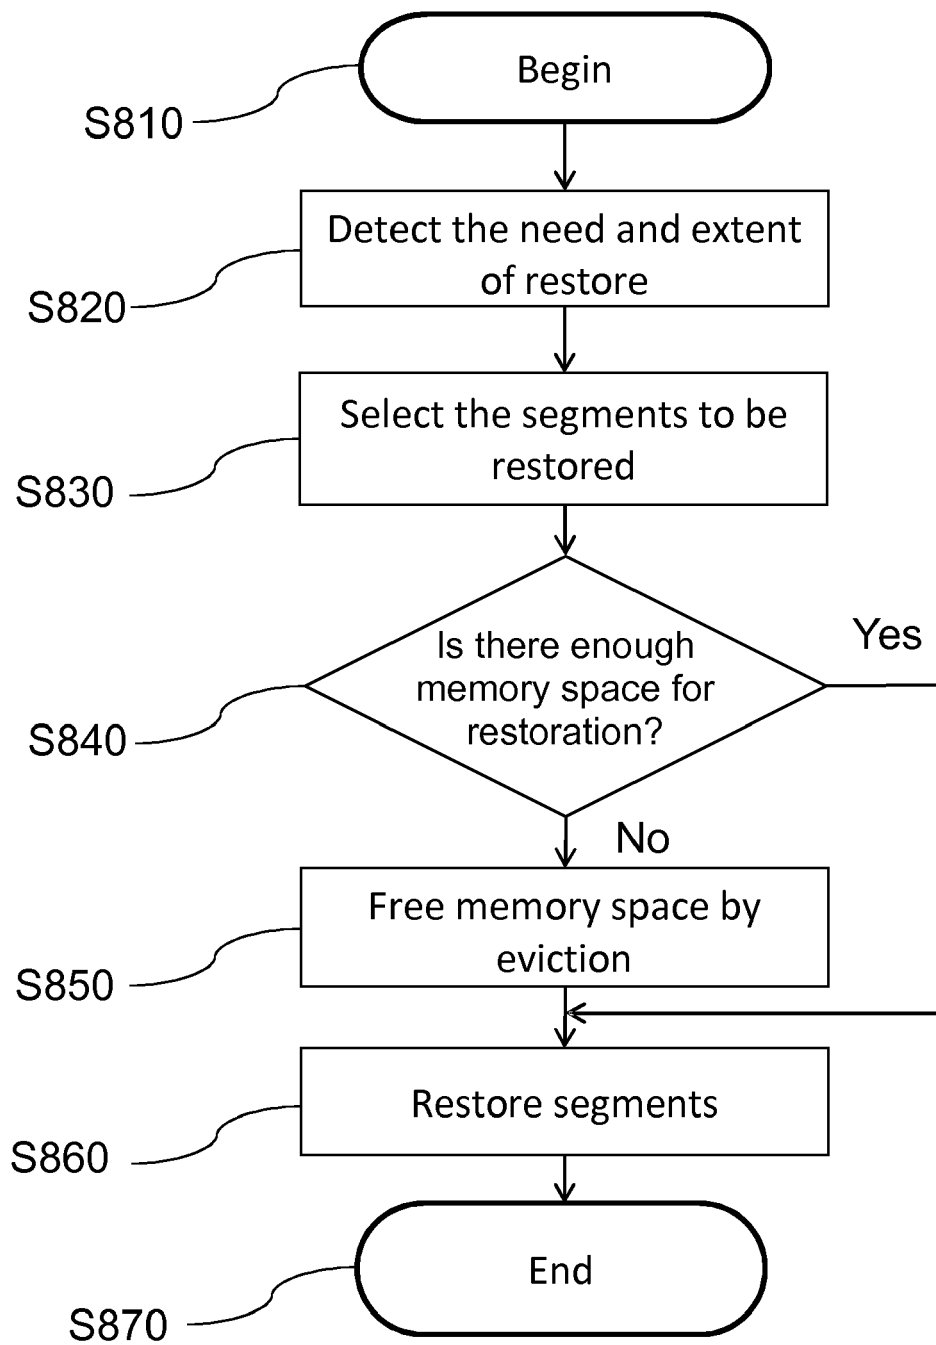 Begin
S810
Detect the need and extent
of restore
S820
Select the segments to be
restored
S830
Is there enough
memory space for
restoration?
Yes
S840
No
Free memory space by
eviction
S850
Restore segments
S860
End
S870